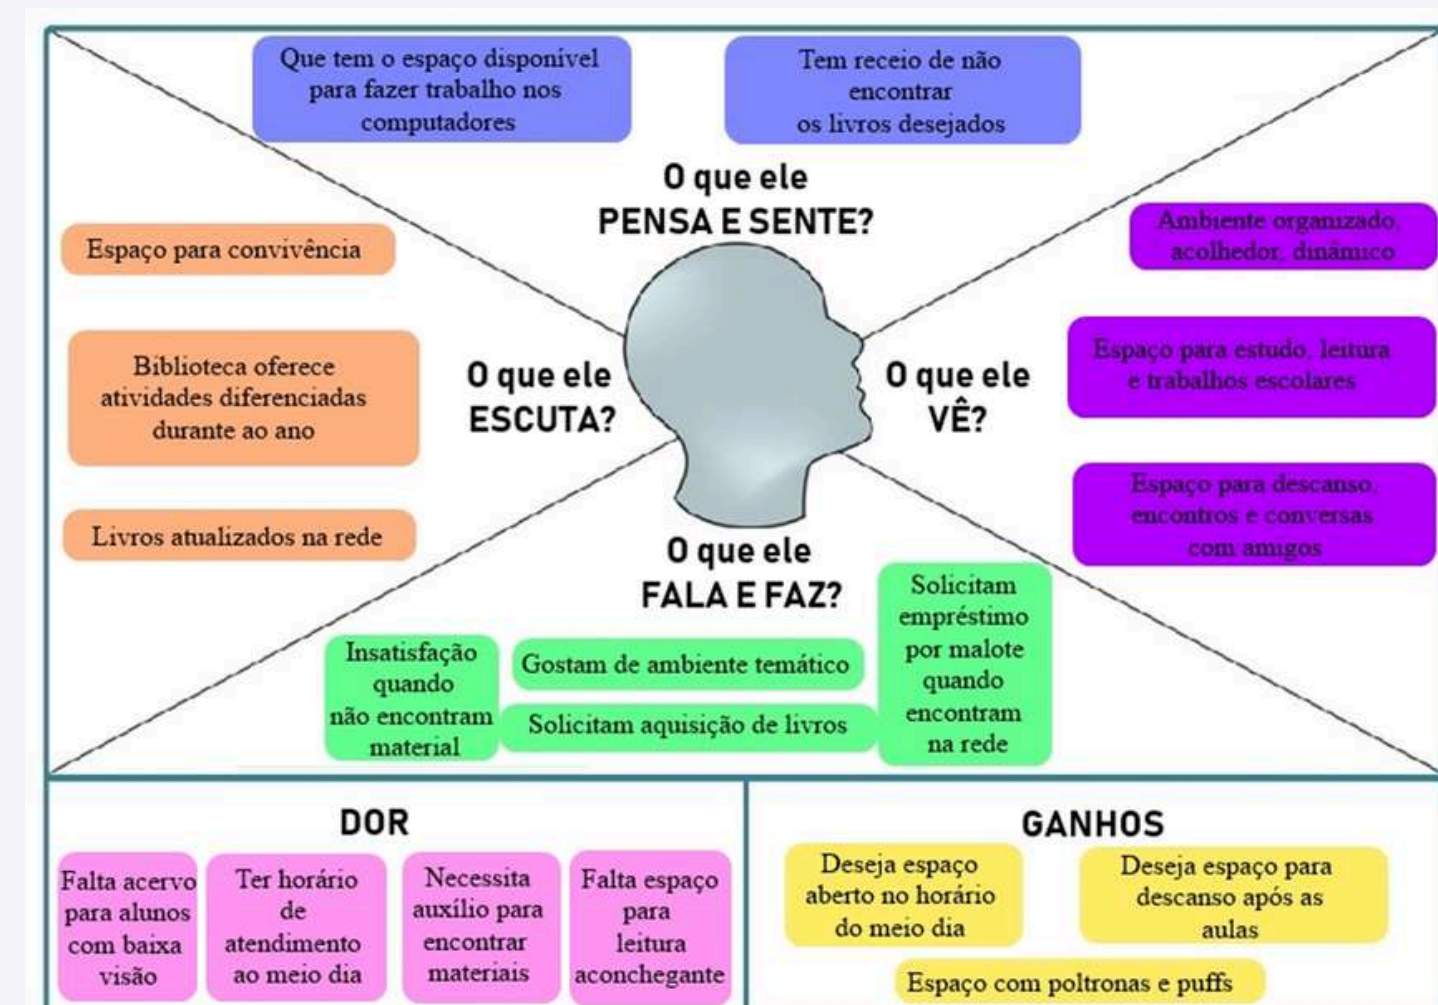 Que tem o espaço disponível
para fazer trabalho nos
computadores
Tem receio de não
encontrar
os livros desejados
O que ele
PENSA E SENTE?
Espaço para convivência
Biblioteca oferece
atividades diferenciadas
durante ao ano
Livros atualizados na rede
O que ele
ESCUTA?
O que ele
VÊ?
Ambiente organizado,
acolhedor, dinâmico
Espaço para estudo, leitura
e trabalhos escolares
Espaço para descanso,
encontros e conversas
com amigos
O que ele
FALA E FAZ?
Insatisfação
quando
não encontram
material
Gostam de ambiente temático
Solicitam aquisição de livros
Solicitam
empréstimo
por malote
quando
encontram
na rede
DOR
Falta acervo
para alunos
com baixa
visão
Ter horário
de
atendimento
ao meio dia
Necessita
auxílio para
encontrar
materiais
Falta espaço
para
leitura
aconchegante
GANHOS
Deseja espaço
aberto no horário
do meio dia
Deseja espaço para
descanso após as
aulas
Espaço com poltronas e puffs